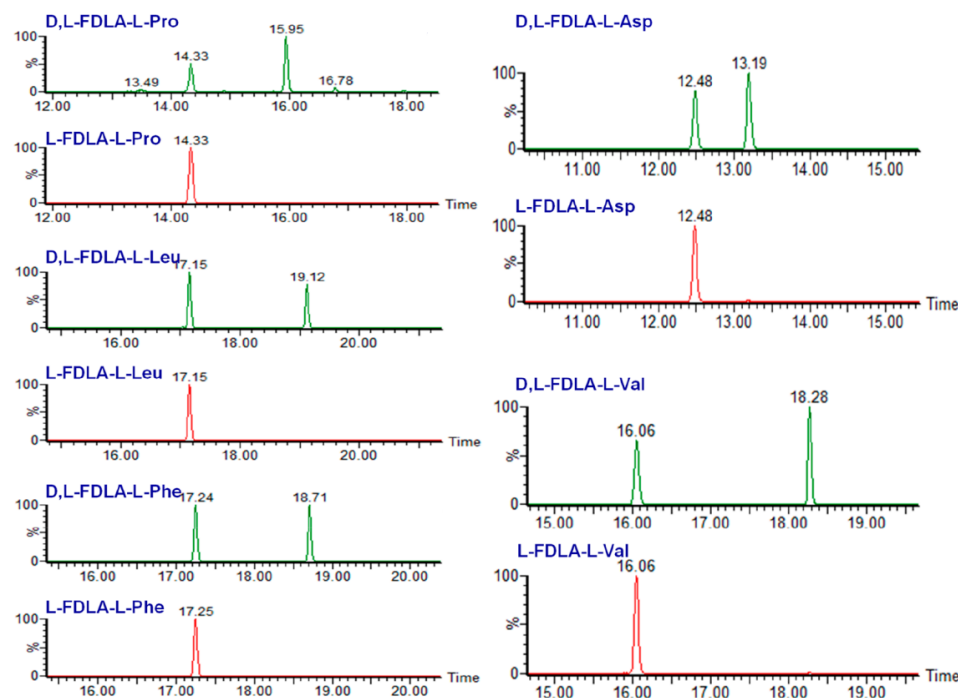 D,L-FDLA-L-Pro
100
%
0
13.49
14.33
15.95
16.78
12.00 14.00 16.00 18.00
L-FDLA-L-Pro
14.33
100
%
0
12.00 14.00 16.00 18.00 Time
D,L-FDLA-L-Leu
17.15
19.12
100
%
0
16.00 18.00 20.00
L-FDLA-L-Leu
17.15
100
%
0
16.00 18.00 20.00 Time
D,L-FDLA-L-Phe
17.24
18.71
100
%
0
16.00 17.00 18.00 19.00 20.00
L-FDLA-L-Phe
17.25
100
%
0
16.00 17.00 18.00 19.00 20.00 Time
D,L-FDLA-L-Asp
12.48
13.19
100
%
0
11.00 12.00 13.00 14.00 15.00
L-FDLA-L-Asp
12.48
100
%
0
11.00 12.00 13.00 14.00 15.00 Time
D,L-FDLA-L-Val
16.06
18.28
100
%
0
15.00 16.00 17.00 18.00 19.00
L-FDLA-L-Val
16.06
100
%
0
15.00 16.00 17.00 18.00 19.00 Time